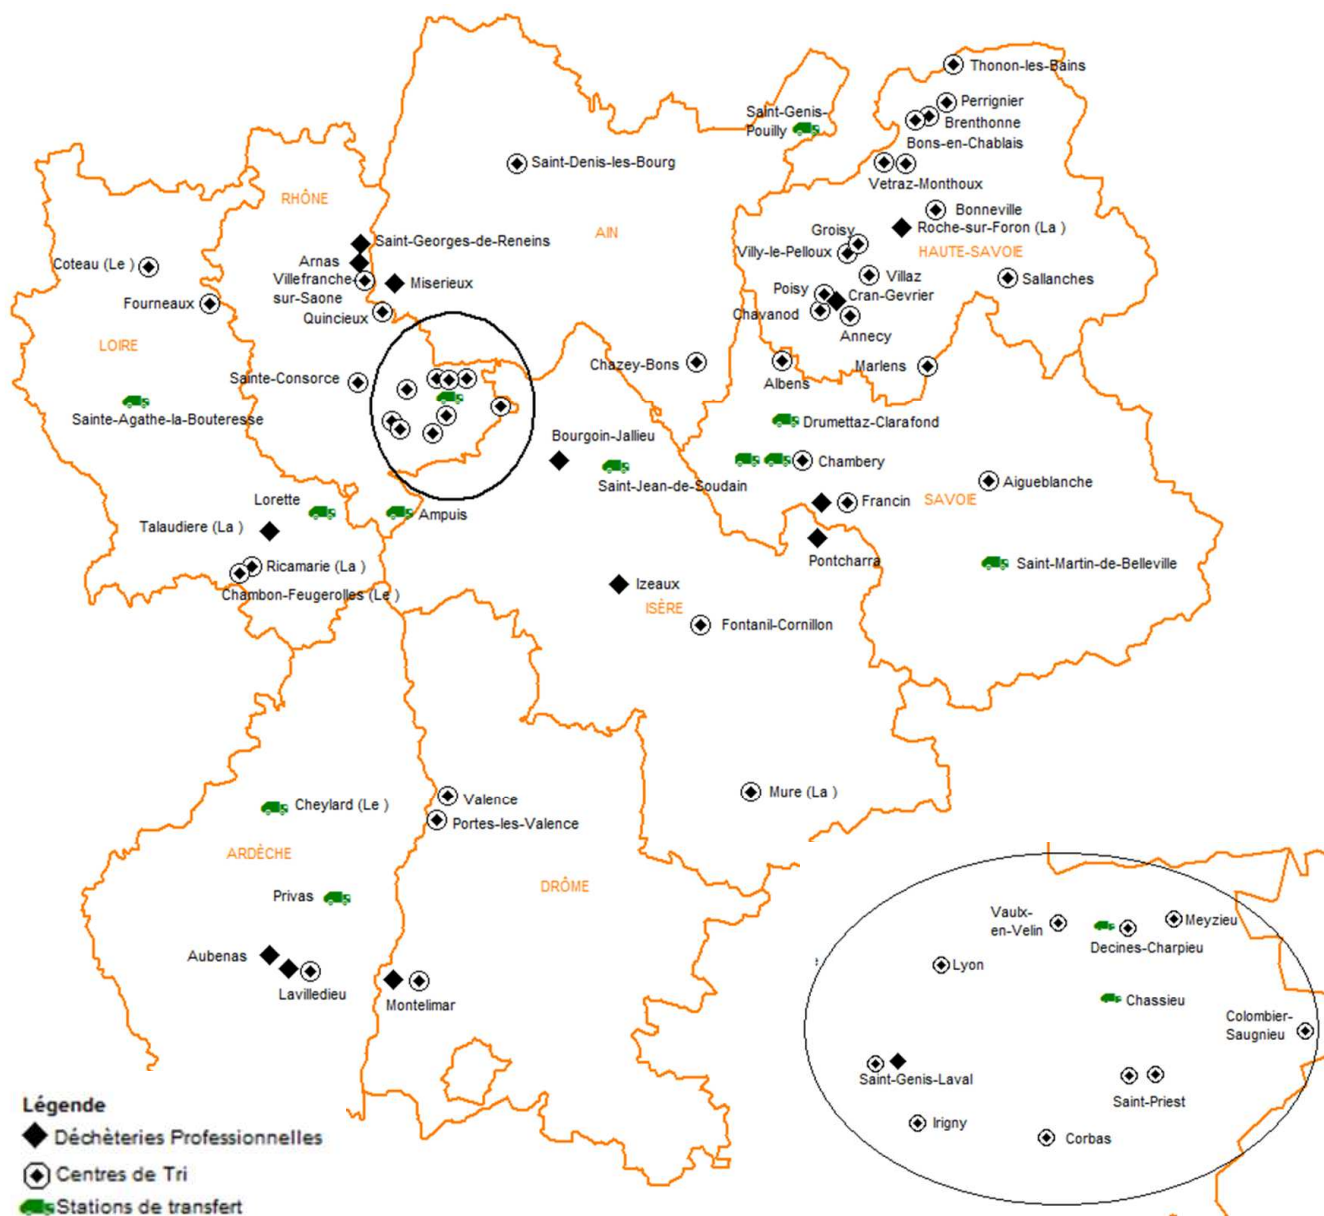 Thonon-les-Bains
Perrignier
Brenthonne
Bons-en-Chablais
Saint-Genis-
Pouilly
Saint-Denis-les-Bourg
Vetraz-Monthoux
RHÔNE
Bonneville
Roche-sur-Foron (La )
AIN
Groisy
Saint-Georges-de-Reneins
Villy-le-Pelloux
HAUTE-SAVOIE
Arnas
Coteau (Le )
Villefranche-
sur-Saone
Miserieux
Villaz
Sallanches
Poisy
Cran-Gevrier
Fourneaux
Quincieux
Chavanod
Annecy
LOIRE
Chazey-Bons
Albens
Marlens
Sainte-Consorce
Sainte-Agathe-la-Bouteresse
Drumettaz-Clarafond
Bourgoin-Jallieu
Chambery
Saint-Jean-de-Soudain
Aigueblanche
Lorette
Francin
SAVOIE
Ampuis
Talaudiere (La )
Pontcharra
Ricamarie (La )
Saint-Martin-de-Belleville
Chambon-Feugerolles (Le )
Izeaux
ISÈRE
Fontanil-Cornillon
Mure (La )
Cheylard (Le )
Valence
Portes-les-Valence
ARDÈCHE
DRÔME
Privas
Aubenas
Lavilledieu
Montelimar
Vaulx-
en-Velin
Meyzieu
Decines-Charpieu
Lyon
Chassieu
Colombier-
Saugnieu
Saint-Genis-Laval
Saint-Priest
Irigny
Corbas
Légende
Déchèteries Professionnelles
Centres de Tri
Stations de transfert